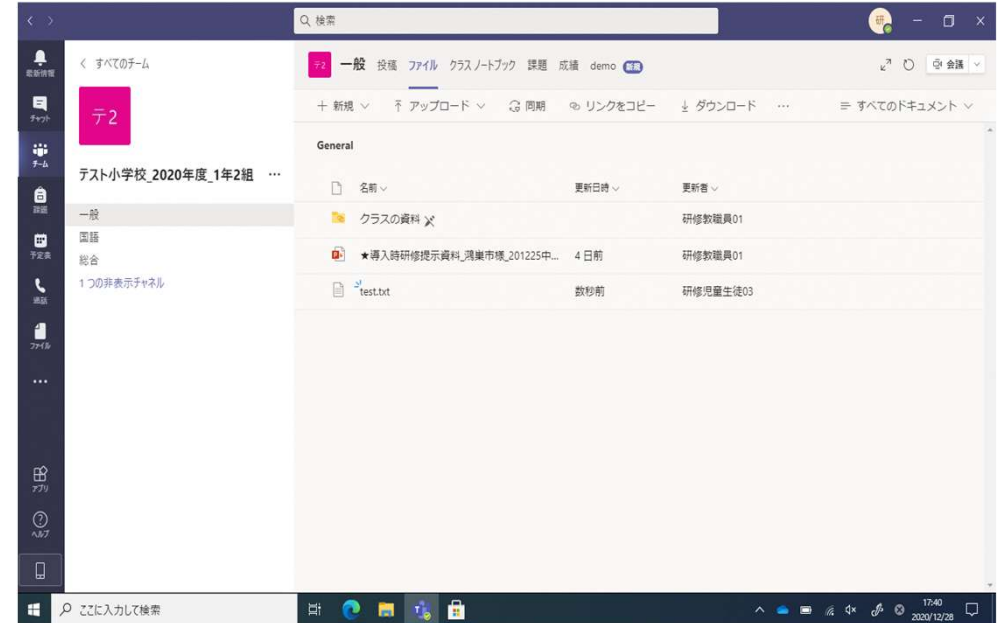 検索
研
最新情報
チャット
チーム
課題
予定表
通話
ファイル
アプリ
ヘルプ
すべてのチーム
テ2
テスト小学校_2020年度_1年2組 …
一般
国語
総合
1 つの非表示チャネル
テ2 一般 投稿 ファイル クラス ノートブック 課題 成績 demo 新規
会議
新規 アップロード 同期 リンクをコピー ダウンロード … すべてのドキュメント
General
名前 更新日時 更新者
クラスの資料 研修教職員01
★導入時研修提示資料_鴻巣市様_201225中... 4 日前 研修教職員01
test.txt 数秒前 研修児童生徒03
ここに入力して検索
17:40
2020/12/28